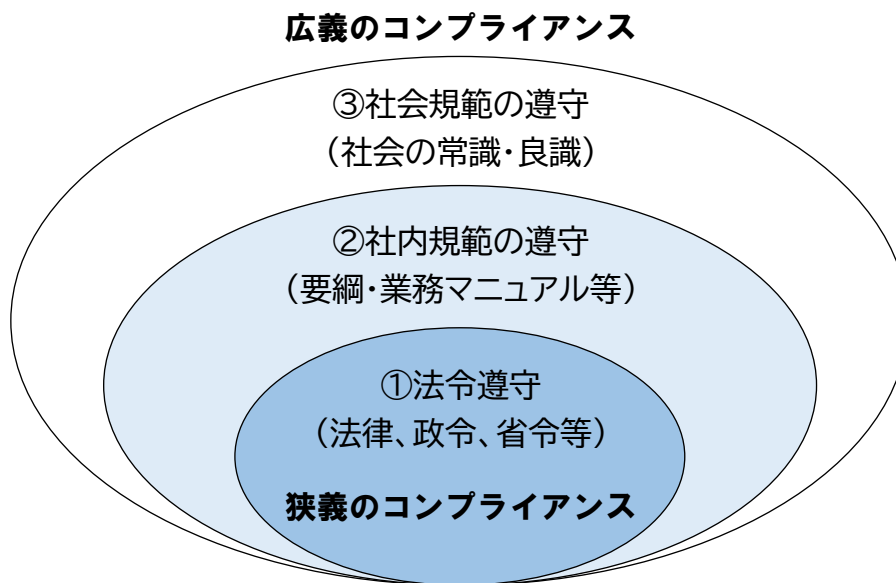 広義のコンプライアンス
③社会規範の遵守
（社会の常識・良識）
②社内規範の遵守
（要綱・業務マニュアル等）
①法令遵守
（法律、政令、省令等）
狭義のコンプライアンス